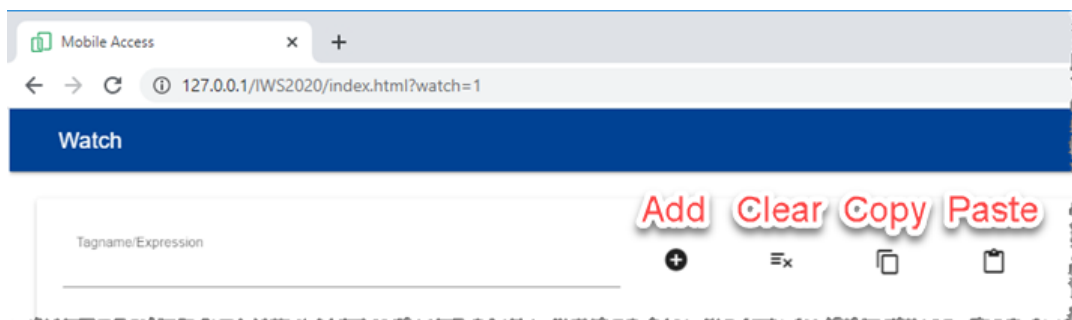 Mobile Access
127.0.0.1/IWS2020/index.html?watch=1
Watch
Add Clear Copy Paste
Tagname/Expression